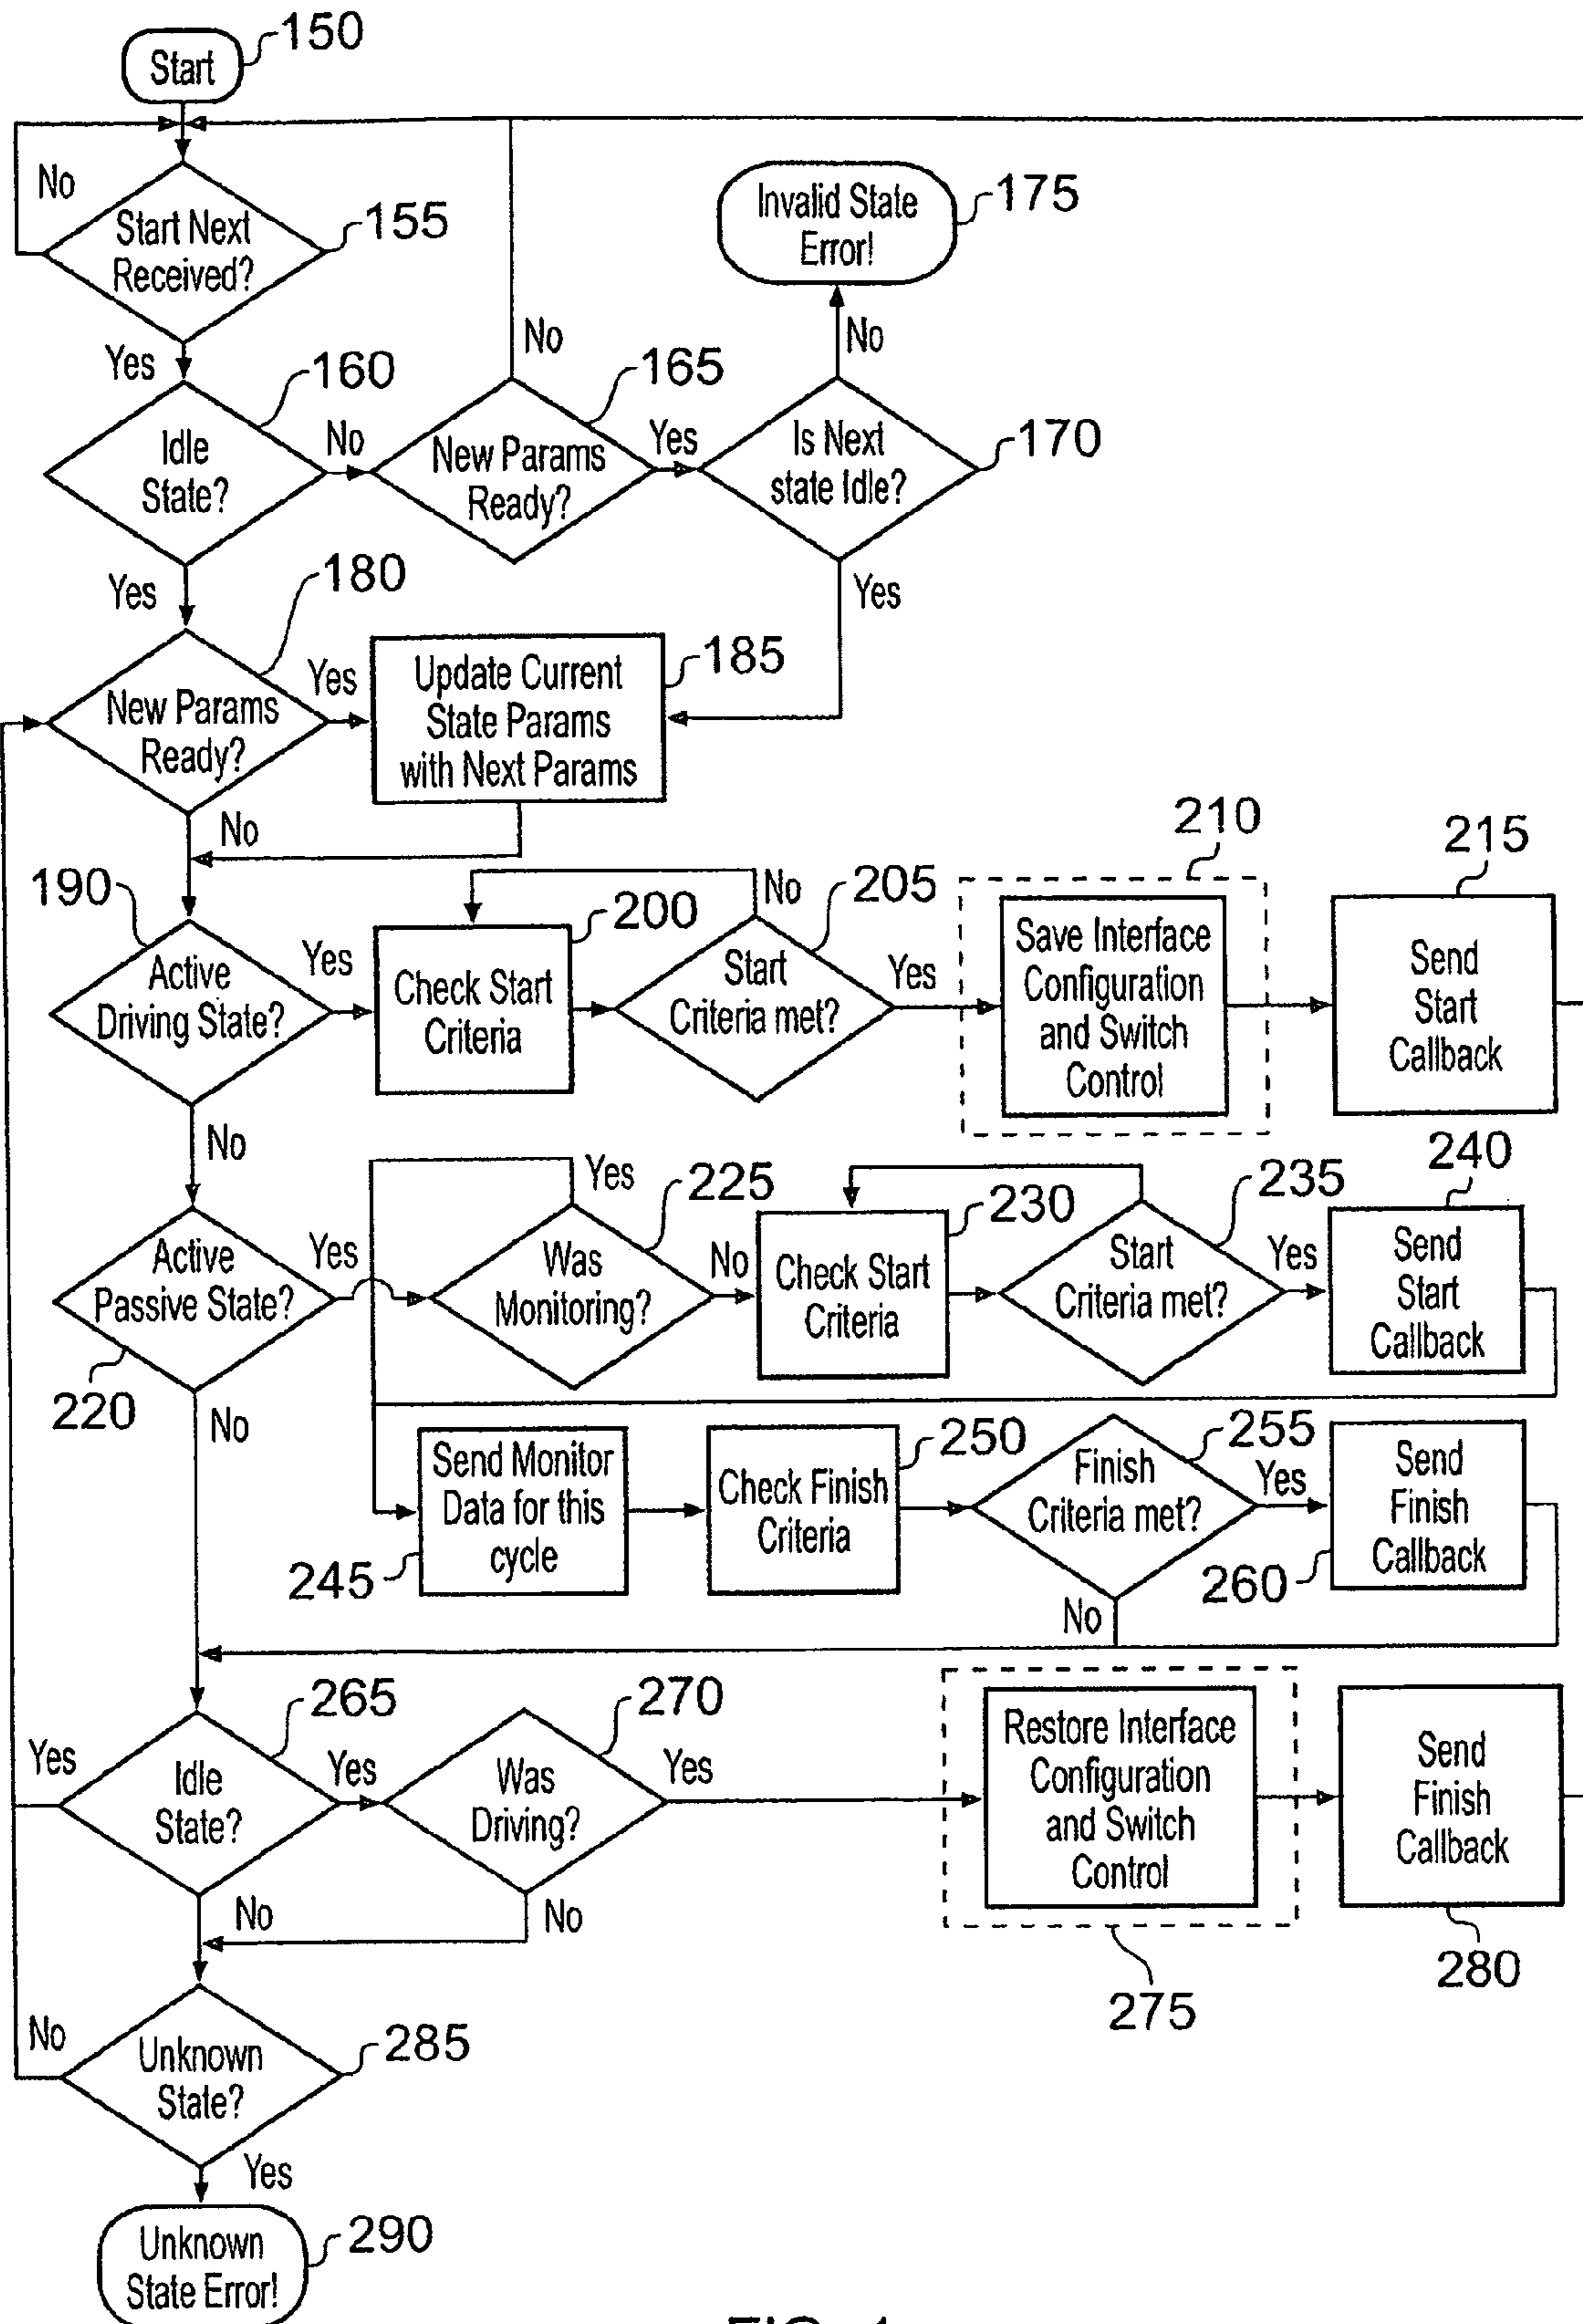 150
Start
No
Start Next
Received?
155
Invalid State
Error!
175
Yes
No
No
160
165
170
Idle
State?
No
New Params
Ready?
Yes
Is Next
state Idle?
Yes
180
Yes
New Params
Ready?
Yes
Update Current
State Params
with Next Params
185
No
190
Active
Driving State?
Yes
Check Start
Criteria
200
No
205
Start
Criteria met?
Yes
210
Save Interface
Configuration
and Switch
Control
215
Send
Start
Callback
No
Active
Passive State?
220
Yes
Yes
225
Was
Monitoring?
No
230
Check Start
Criteria
235
Start
Criteria met?
Yes
240
Send
Start
Callback
No
Send Monitor
Data for this
cycle
245
250
Check Finish
Criteria
255
Finish
Criteria met?
Yes
No
Send
Finish
Callback
260
265
Yes
Idle
State?
Yes
270
Was
Driving?
Yes
Restore Interface
Configuration
and Switch
Control
275
Send
Finish
Callback
280
No
No
No
Unknown
State?
285
Yes
Unknown
State Error!
290